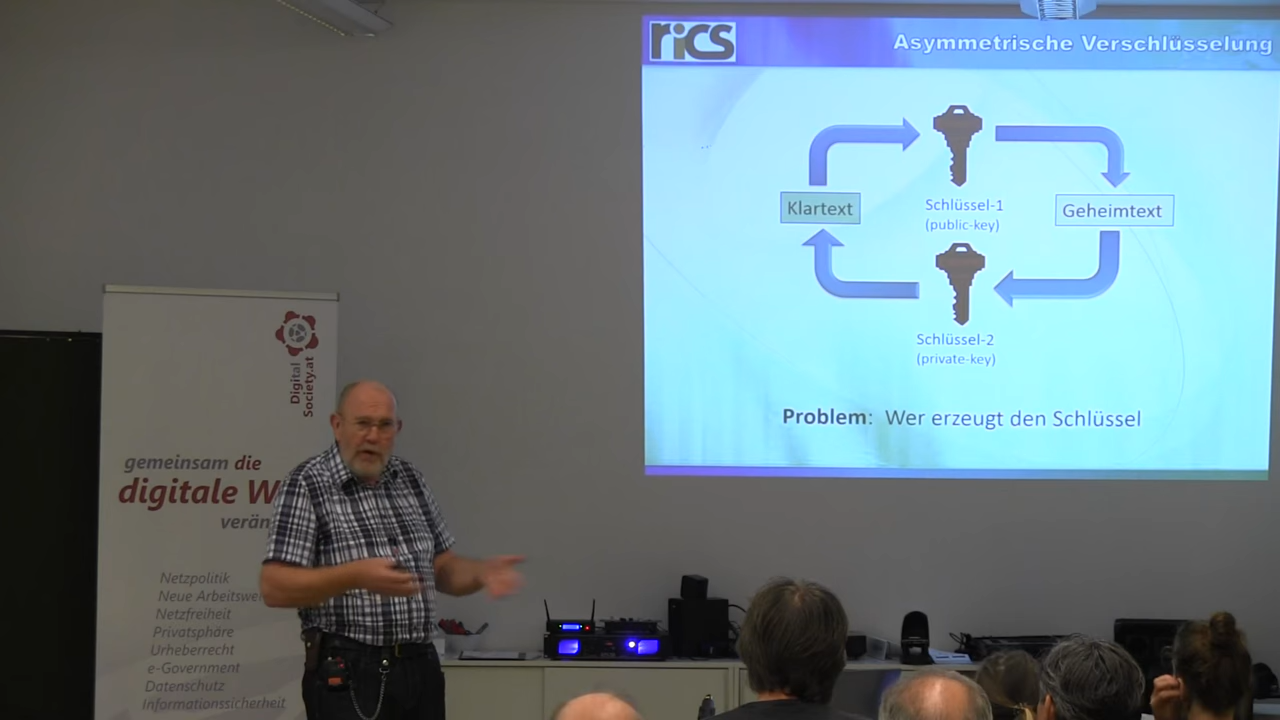 rics
Asymmetrische Verschlüsselung
Klartext
Schlüssel-1
(public-key)
Geheimtext
Schlüssel-2
(private-key)
Problem: Wer erzeugt den Schlüssel
Digital
Society.at
gemeinsam die
digitale W
verän
Netzpolitik
Neue Arbeitswel
Netzfreiheit
Privatsphäre
Urheberrecht
e-Government
Datenschutz
Informationssicherheit